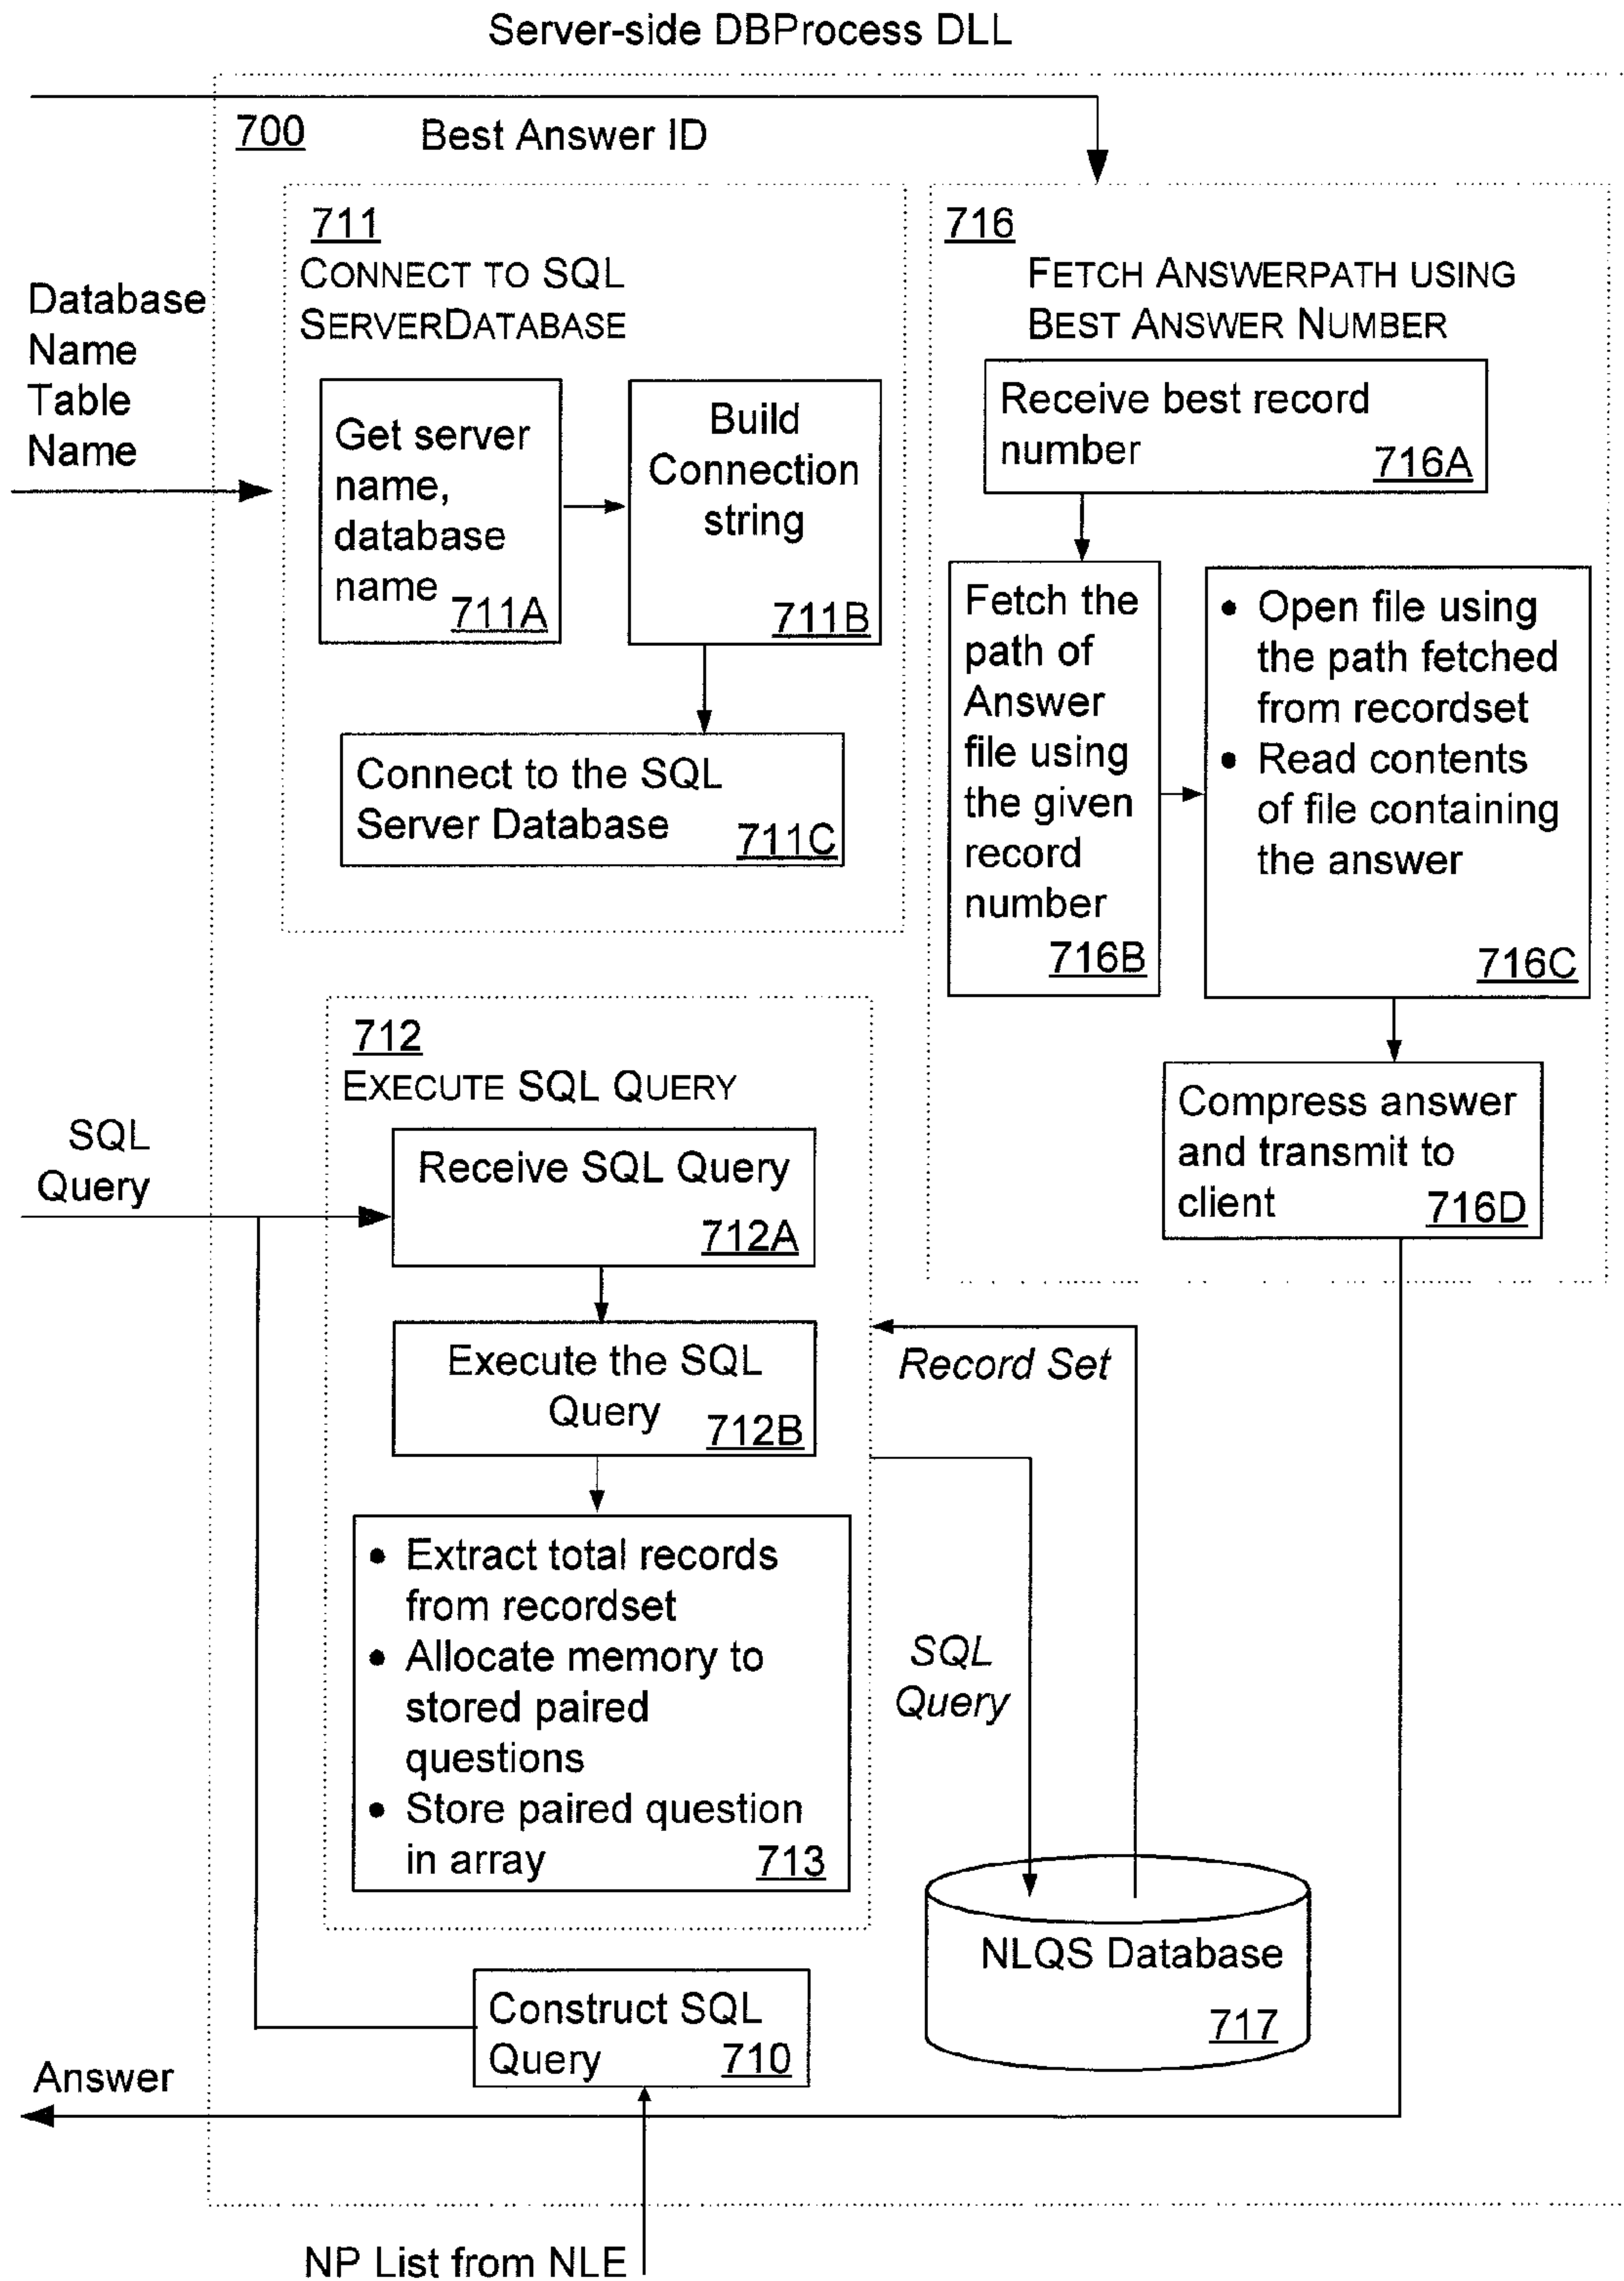 Server-side DBProcess DLL
700
Best Answer ID
Database
Name
Table
Name
711
CONNECT TO SQL
SERVERDATABASE
Get server
name,
database
name
711A
Build
Connection
string
711B
Connect to the SQL
Server Database
711C
716
FETCH ANSWERPATH USING
BEST ANSWER NUMBER
Receive best record
number
716A
Fetch the
path of
Answer
file using
the given
record
number
716B
• Open file using
the path fetched
from recordset
• Read contents
of file containing
the answer
716C
Compress answer
and transmit to
client
716D
712
EXECUTE SQL QUERY
SQL
Query
Receive SQL Query
712A
Execute the SQL
Query
712B
• Extract total records
from recordset
• Allocate memory to
stored paired
questions
• Store paired question
in array
713
Record Set
SQL
Query
NLQS Database
717
Construct SQL
Query
710
Answer
NP List from NLE